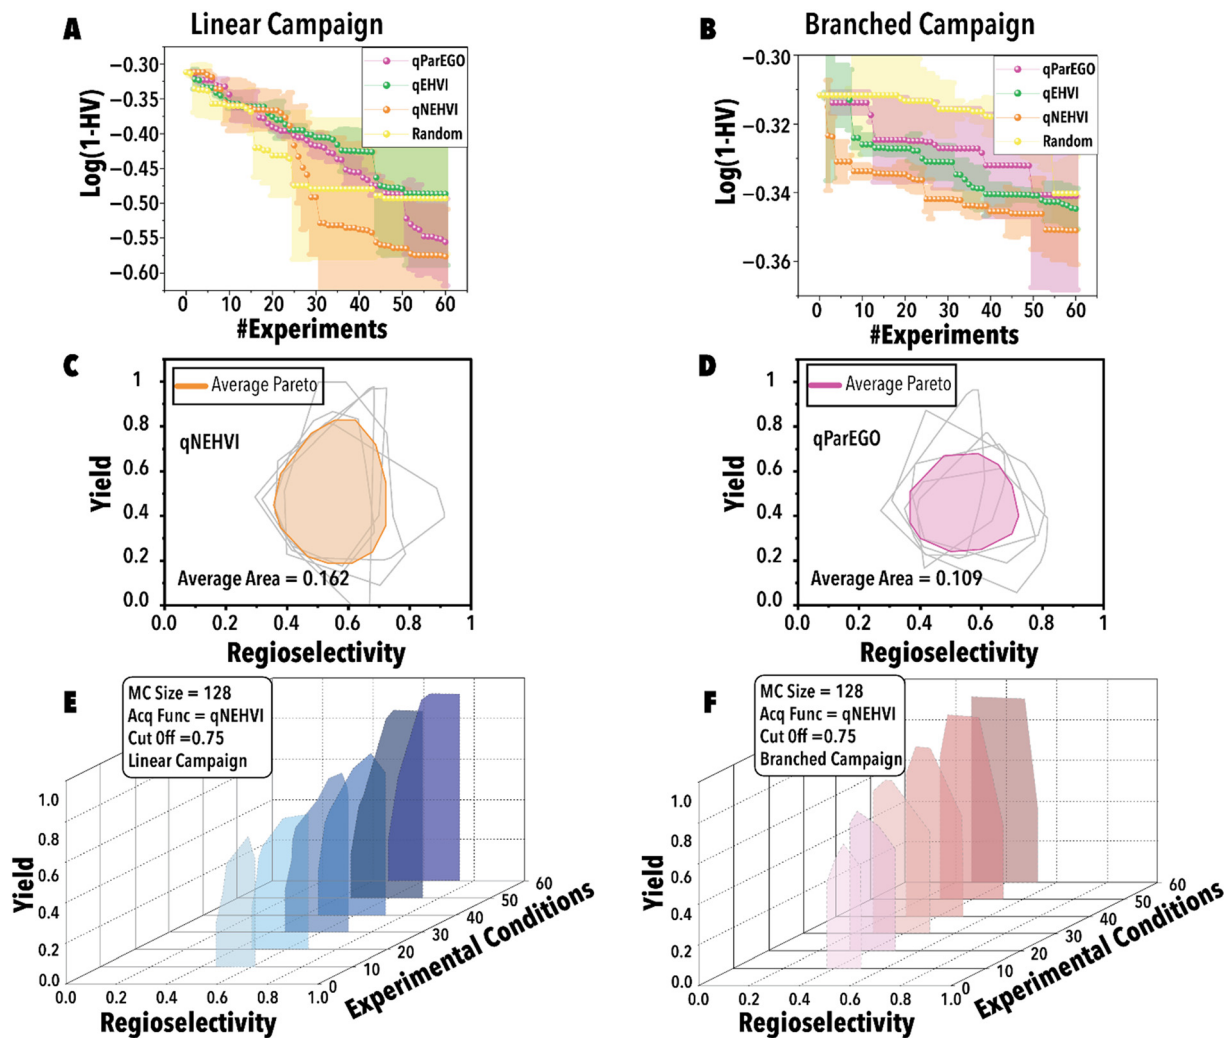 A
Linear Campaign
−0.30
−0.35
−0.40
−0.45
−0.50
−0.55
−0.60
Log(1-HV)
qParEGO
qEHVI
qNEHVI
Random
0 10 20 30 40 50 60
#Experiments
B
Branched Campaign
−0.30
−0.32
−0.34
−0.36
Log(1-HV)
qParEGO
qEHVI
qNEHVI
Random
0 10 20 30 40 50 60
#Experiments
C
1
0.8
0.6
0.4
0.2
0.0
Yield
Average Pareto
qNEHVI
Average Area = 0.162
0.0 0.2 0.4 0.6 0.8 1
Regioselectivity
D
1
0.8
0.6
0.4
0.2
0.0
Yield
Average Pareto
qParEGO
Average Area = 0.109
0.0 0.2 0.4 0.6 0.8 1
Regioselectivity
E
MC Size = 128
Acq Func = qNEHVI
Cut Off =0.75
Linear Campaign
1.0
0.8
0.6
0.4
0.2
0.0
Yield
0.0 0.2 0.4 0.6 0.8 1.0
Regioselectivity
0 10 20 30 40 50 60
Experimental Conditions
F
MC Size = 128
Acq Func = qNEHVI
Cut Off =0.75
Branched Campaign
1.0
0.8
0.6
0.4
0.2
0.0
Yield
0.0 0.2 0.4 0.6 0.8 1.0
Regioselectivity
0 10 20 30 40 50 60
Experimental Conditions